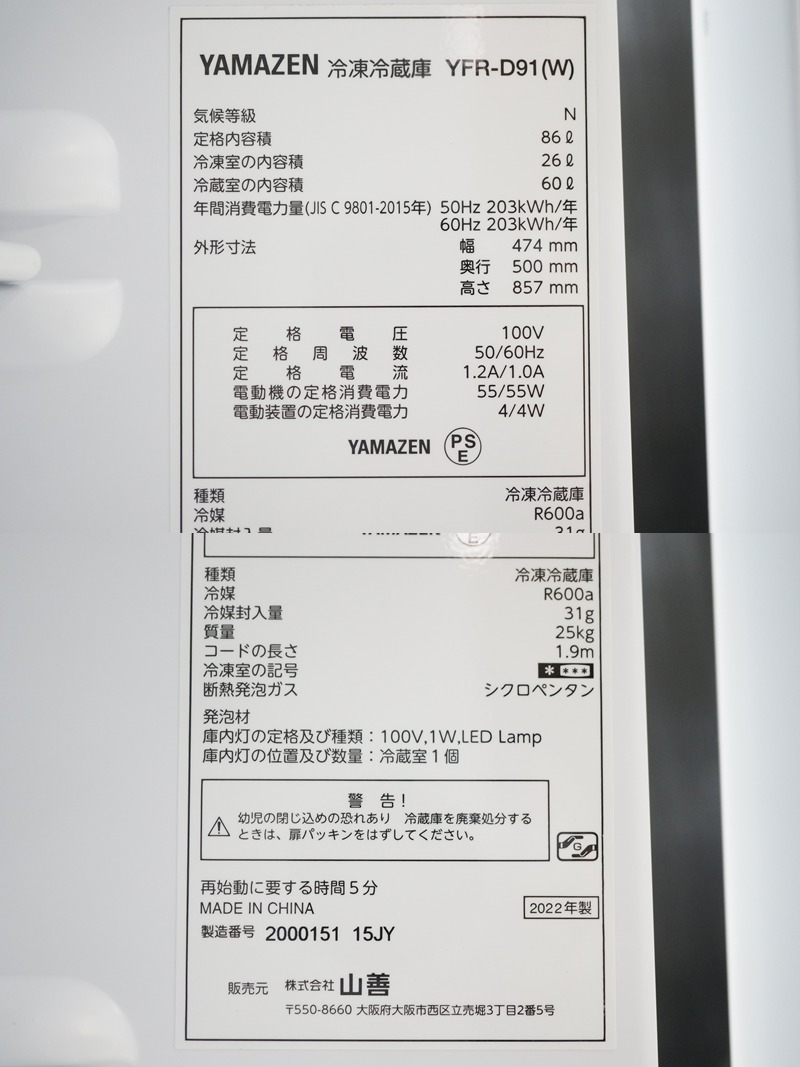 YAMAZEN 冷凍冷蔵庫 YFR-D91(W)
気候等級 N
定格内容積 86ℓ
冷凍室の内容積 26ℓ
冷蔵室の内容積 60ℓ
年間消費電力量(JIS C 9801-2015年) 50Hz 203kWh/年
60Hz 203kWh/年
外形寸法 幅 474 mm
奥行 500 mm
高さ 857 mm
定格電圧 100V
定格周波数 50/60Hz
定格電流 1.2A/1.0A
電動機の定格消費電力 55/55W
電動装置の定格消費電力 4/4W
YAMAZEN PSE
種類 冷凍冷蔵庫
冷媒 R600a
冷媒封入量 31g
YAMAZEN E
種類 冷凍冷蔵庫
冷媒 R600a
冷媒封入量 31g
質量 25kg
コードの長さ 1.9m
冷凍室の記号 * ***
断熱発泡ガス シクロペンタン
発泡材
庫内灯の定格及び種類：100V,1W,LED Lamp
庫内灯の位置及び数量：冷蔵室1個
警 告！
⚠ 幼児の閉じ込めの恐れあり 冷蔵庫を廃棄処分する
ときは、扉パッキンをはずしてください。
G
再始動に要する時間5分
MADE IN CHINA 2022年製
製造番号 2000151 15JY
販売元 株式会社 山善
〒550-8660 大阪府大阪市西区立売堀3丁目2番5号